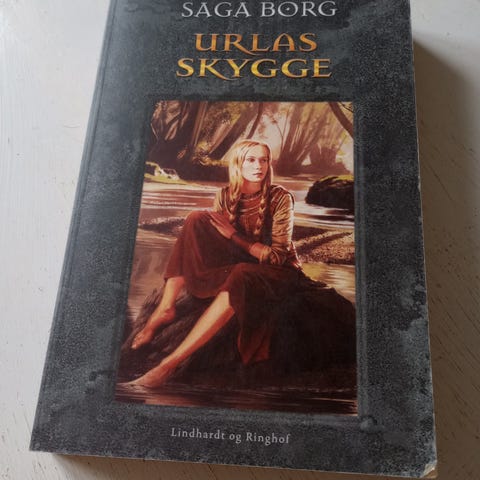 SAGA BORG
URLAS
SKYGGE
Lindhardt og Ringhof